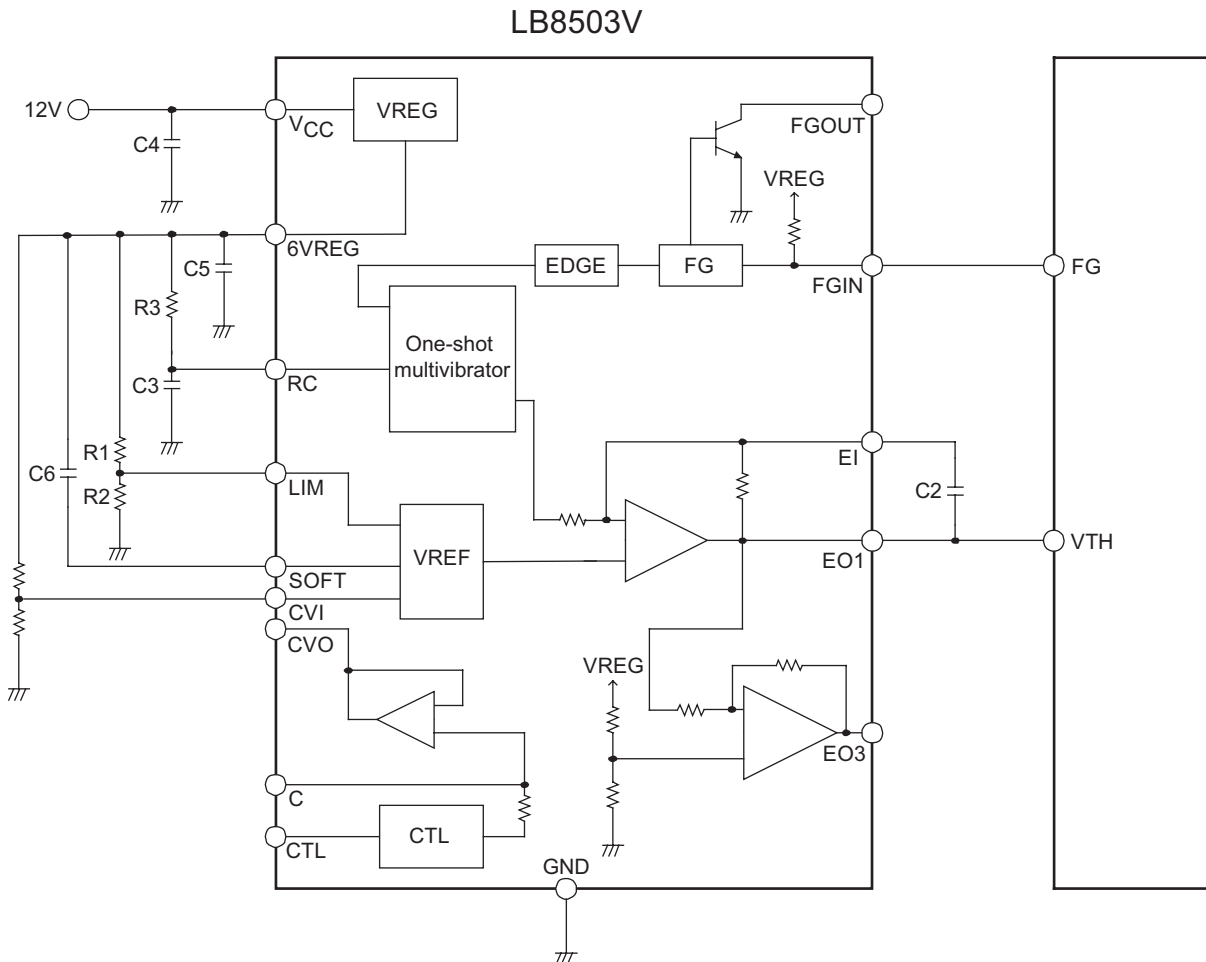 LB8503V
12V
VCC
VREG
C4
FGOUT
VREG
6VREG
C5
EDGE
FG
FGIN
FG
R3
One-shot
multivibrator
RC
C3
R1
EI
C6
LIM
R2
C2
VREF
VTH
EO1
SOFT
CVI
CVO
VREG
EO3
C
CTL
CTL
GND